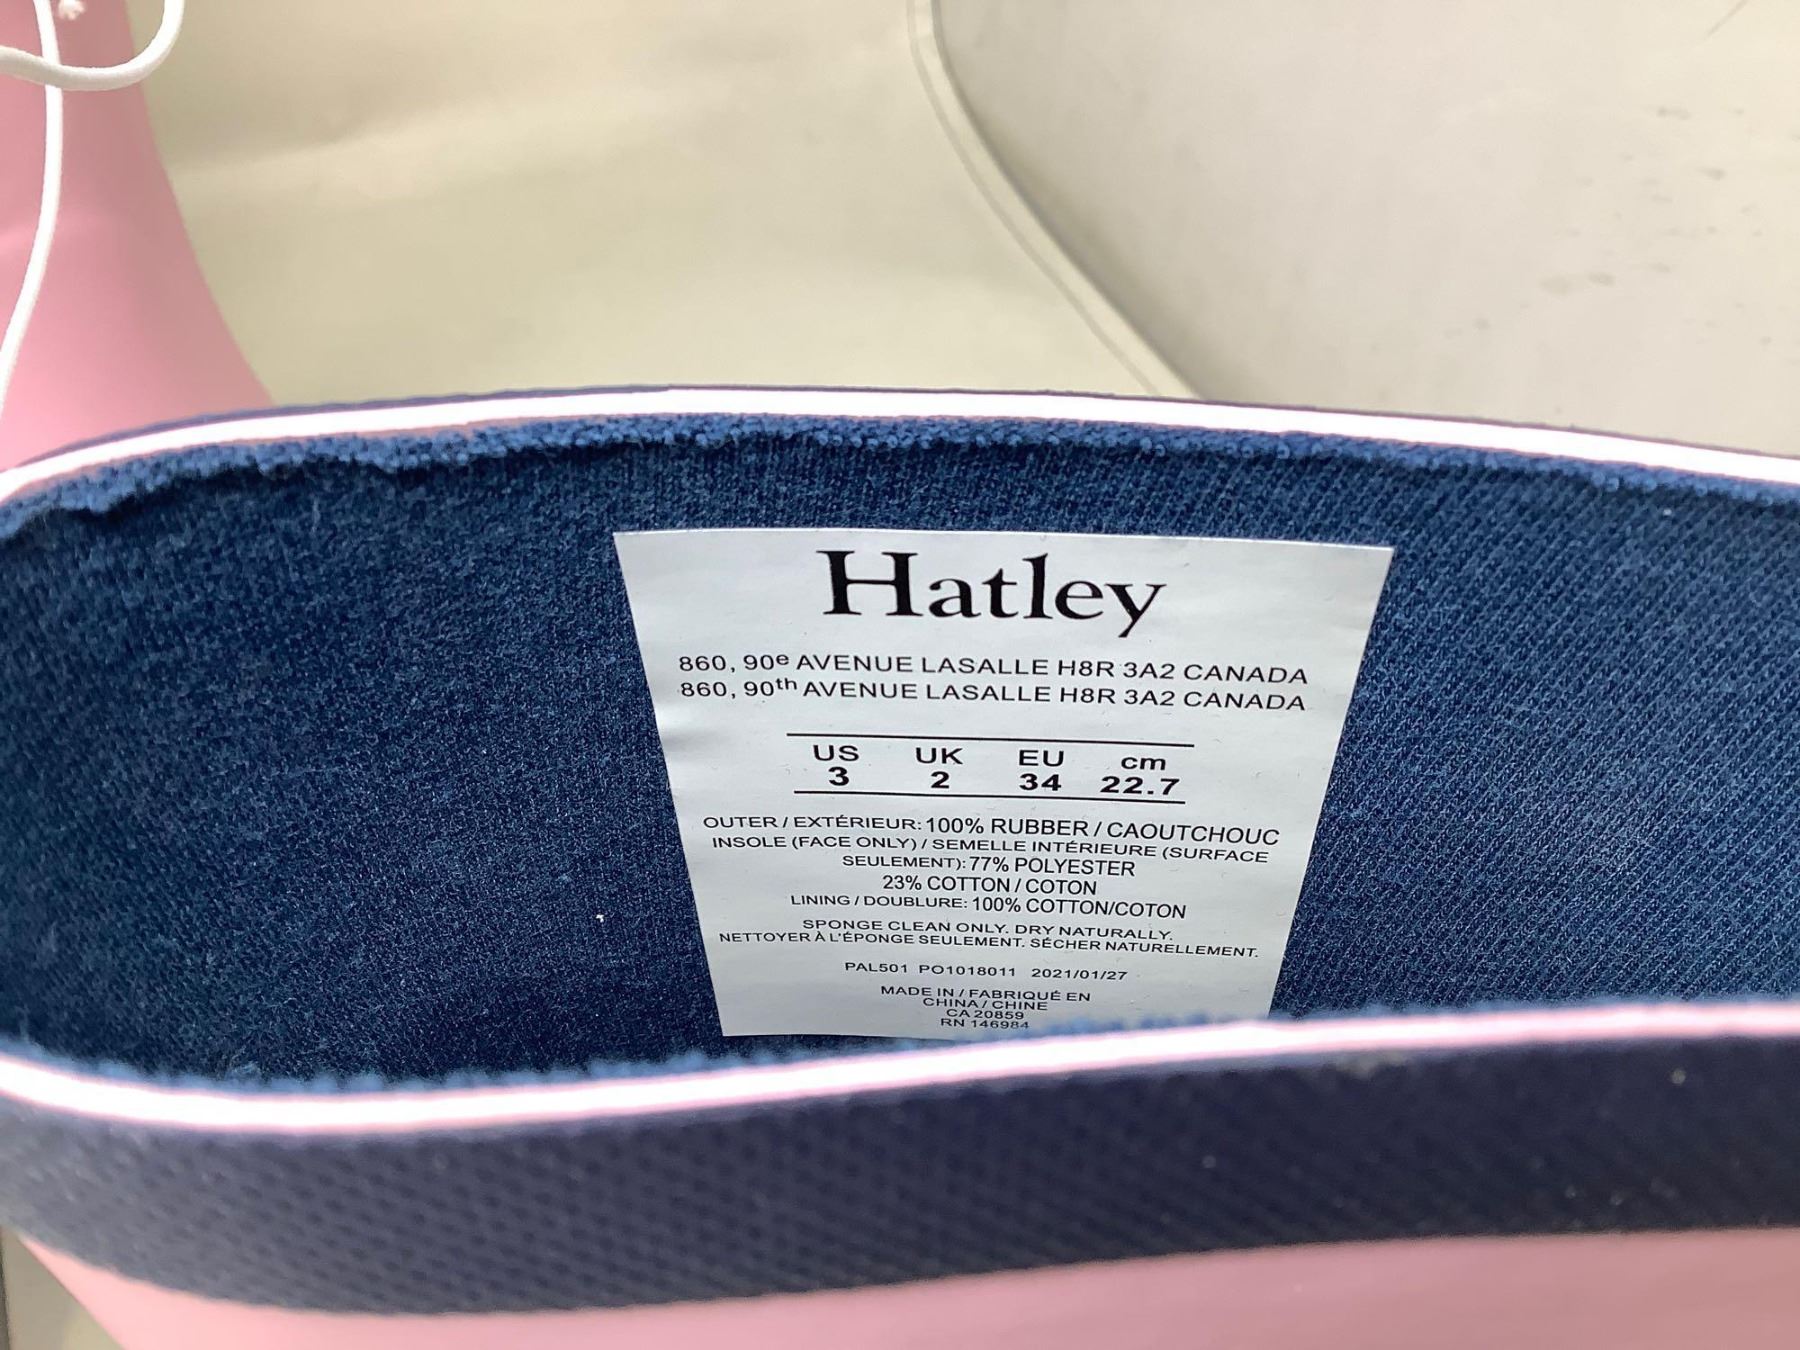 Hatley
860, 90e AVENUE LASALLE H8R 3A2 CANADA
860, 90th AVENUE LASALLE H8R 3A2 CANADA
US UK EU cm
3 2 34 22.7
OUTER / EXTÉRIEUR: 100% RUBBER / CAOUTCHOUC
INSOLE (FACE ONLY) / SEMELLE INTÉRIEURE (SURFACE
SEULEMENT): 77% POLYESTER
23% COTTON / COTON
LINING / DOUBLURE: 100% COTTON/COTON
SPONGE CLEAN ONLY. DRY NATURALLY.
NETTOYER À L'ÉPONGE SEULEMENT. SÉCHER NATURELLEMENT.
PAL501 PO1018011 2021/01/27
MADE IN / FABRIQUÉ EN
CHINA / CHINE
CA 20859
RN 146984